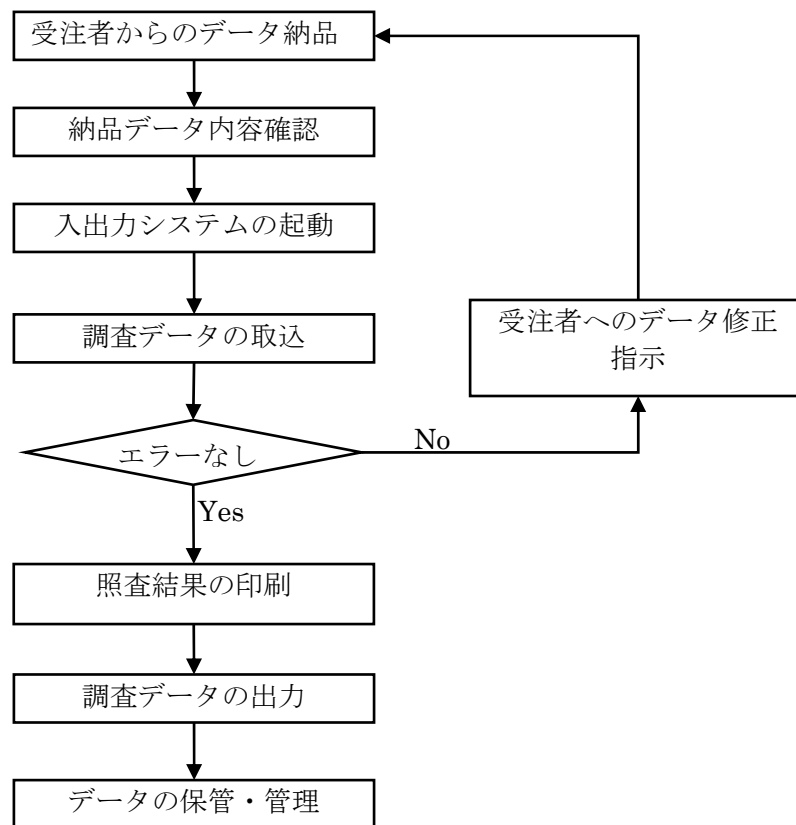 受注者からのデータ納品
納品データ内容確認
入出力システムの起動
調査データの取込
受注者へのデータ修正
指示
エラーなし
No
Yes
照査結果の印刷
調査データの出力
データの保管・管理